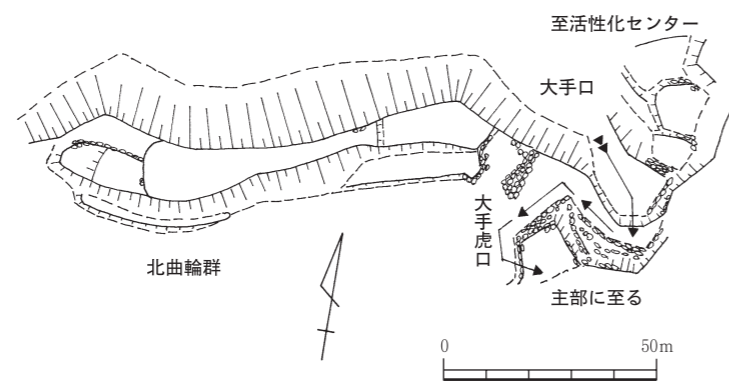 至活性化センター
大手口
大手虎口
北曲輪群
主部に至る
0 50m